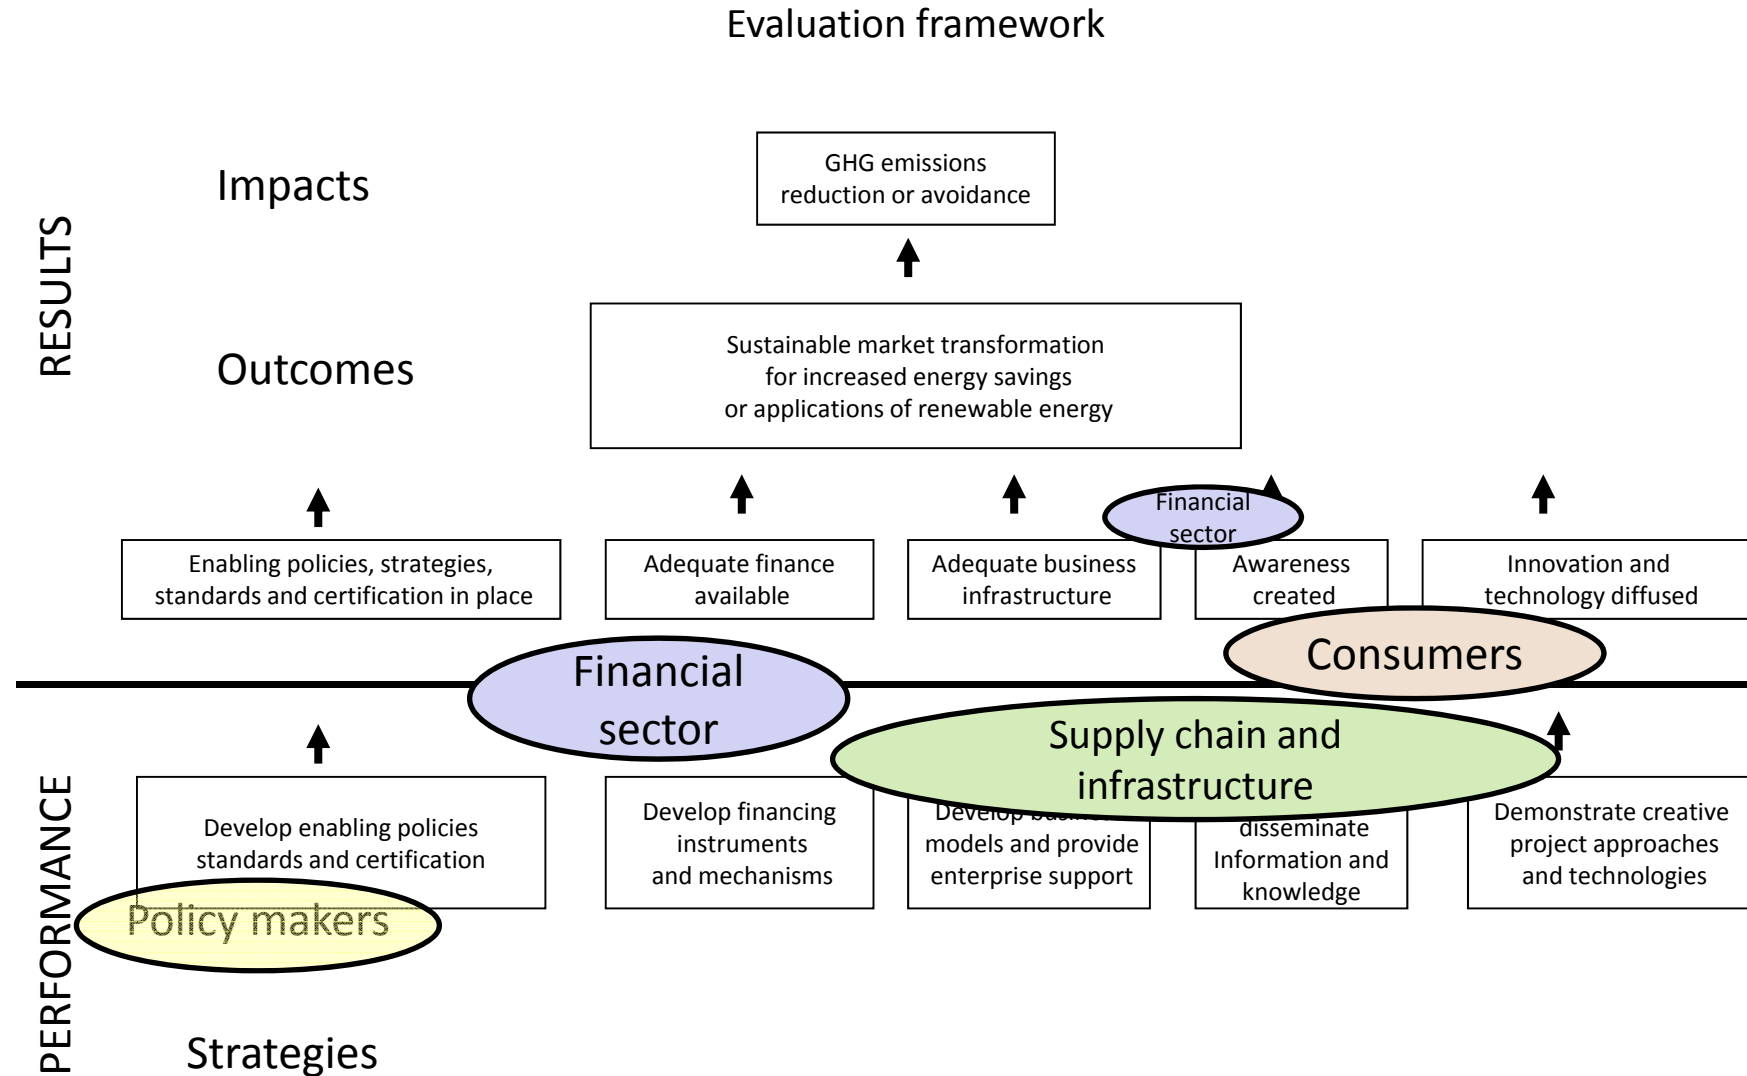 Evaluation framework
RESULTS
Impacts
GHG emissions
reduction or avoidance
Outcomes
Sustainable market transformation
for increased energy savings
or applications of renewable energy
Financial
sector
Enabling policies, strategies,
standards and certification in place
Adequate finance
available
Adequate business
infrastructure
Awareness
created
Innovation and
technology diffused
Consumers
Financial
sector
Supply chain and
infrastructure
PERFORMANCE
Develop enabling policies
standards and certification
Develop financing
instruments
and mechanisms
Develop
models and provide
enterprise support
disseminate
Information and
knowledge
Demonstrate creative
project approaches
and technologies
Policy makers
Strategies